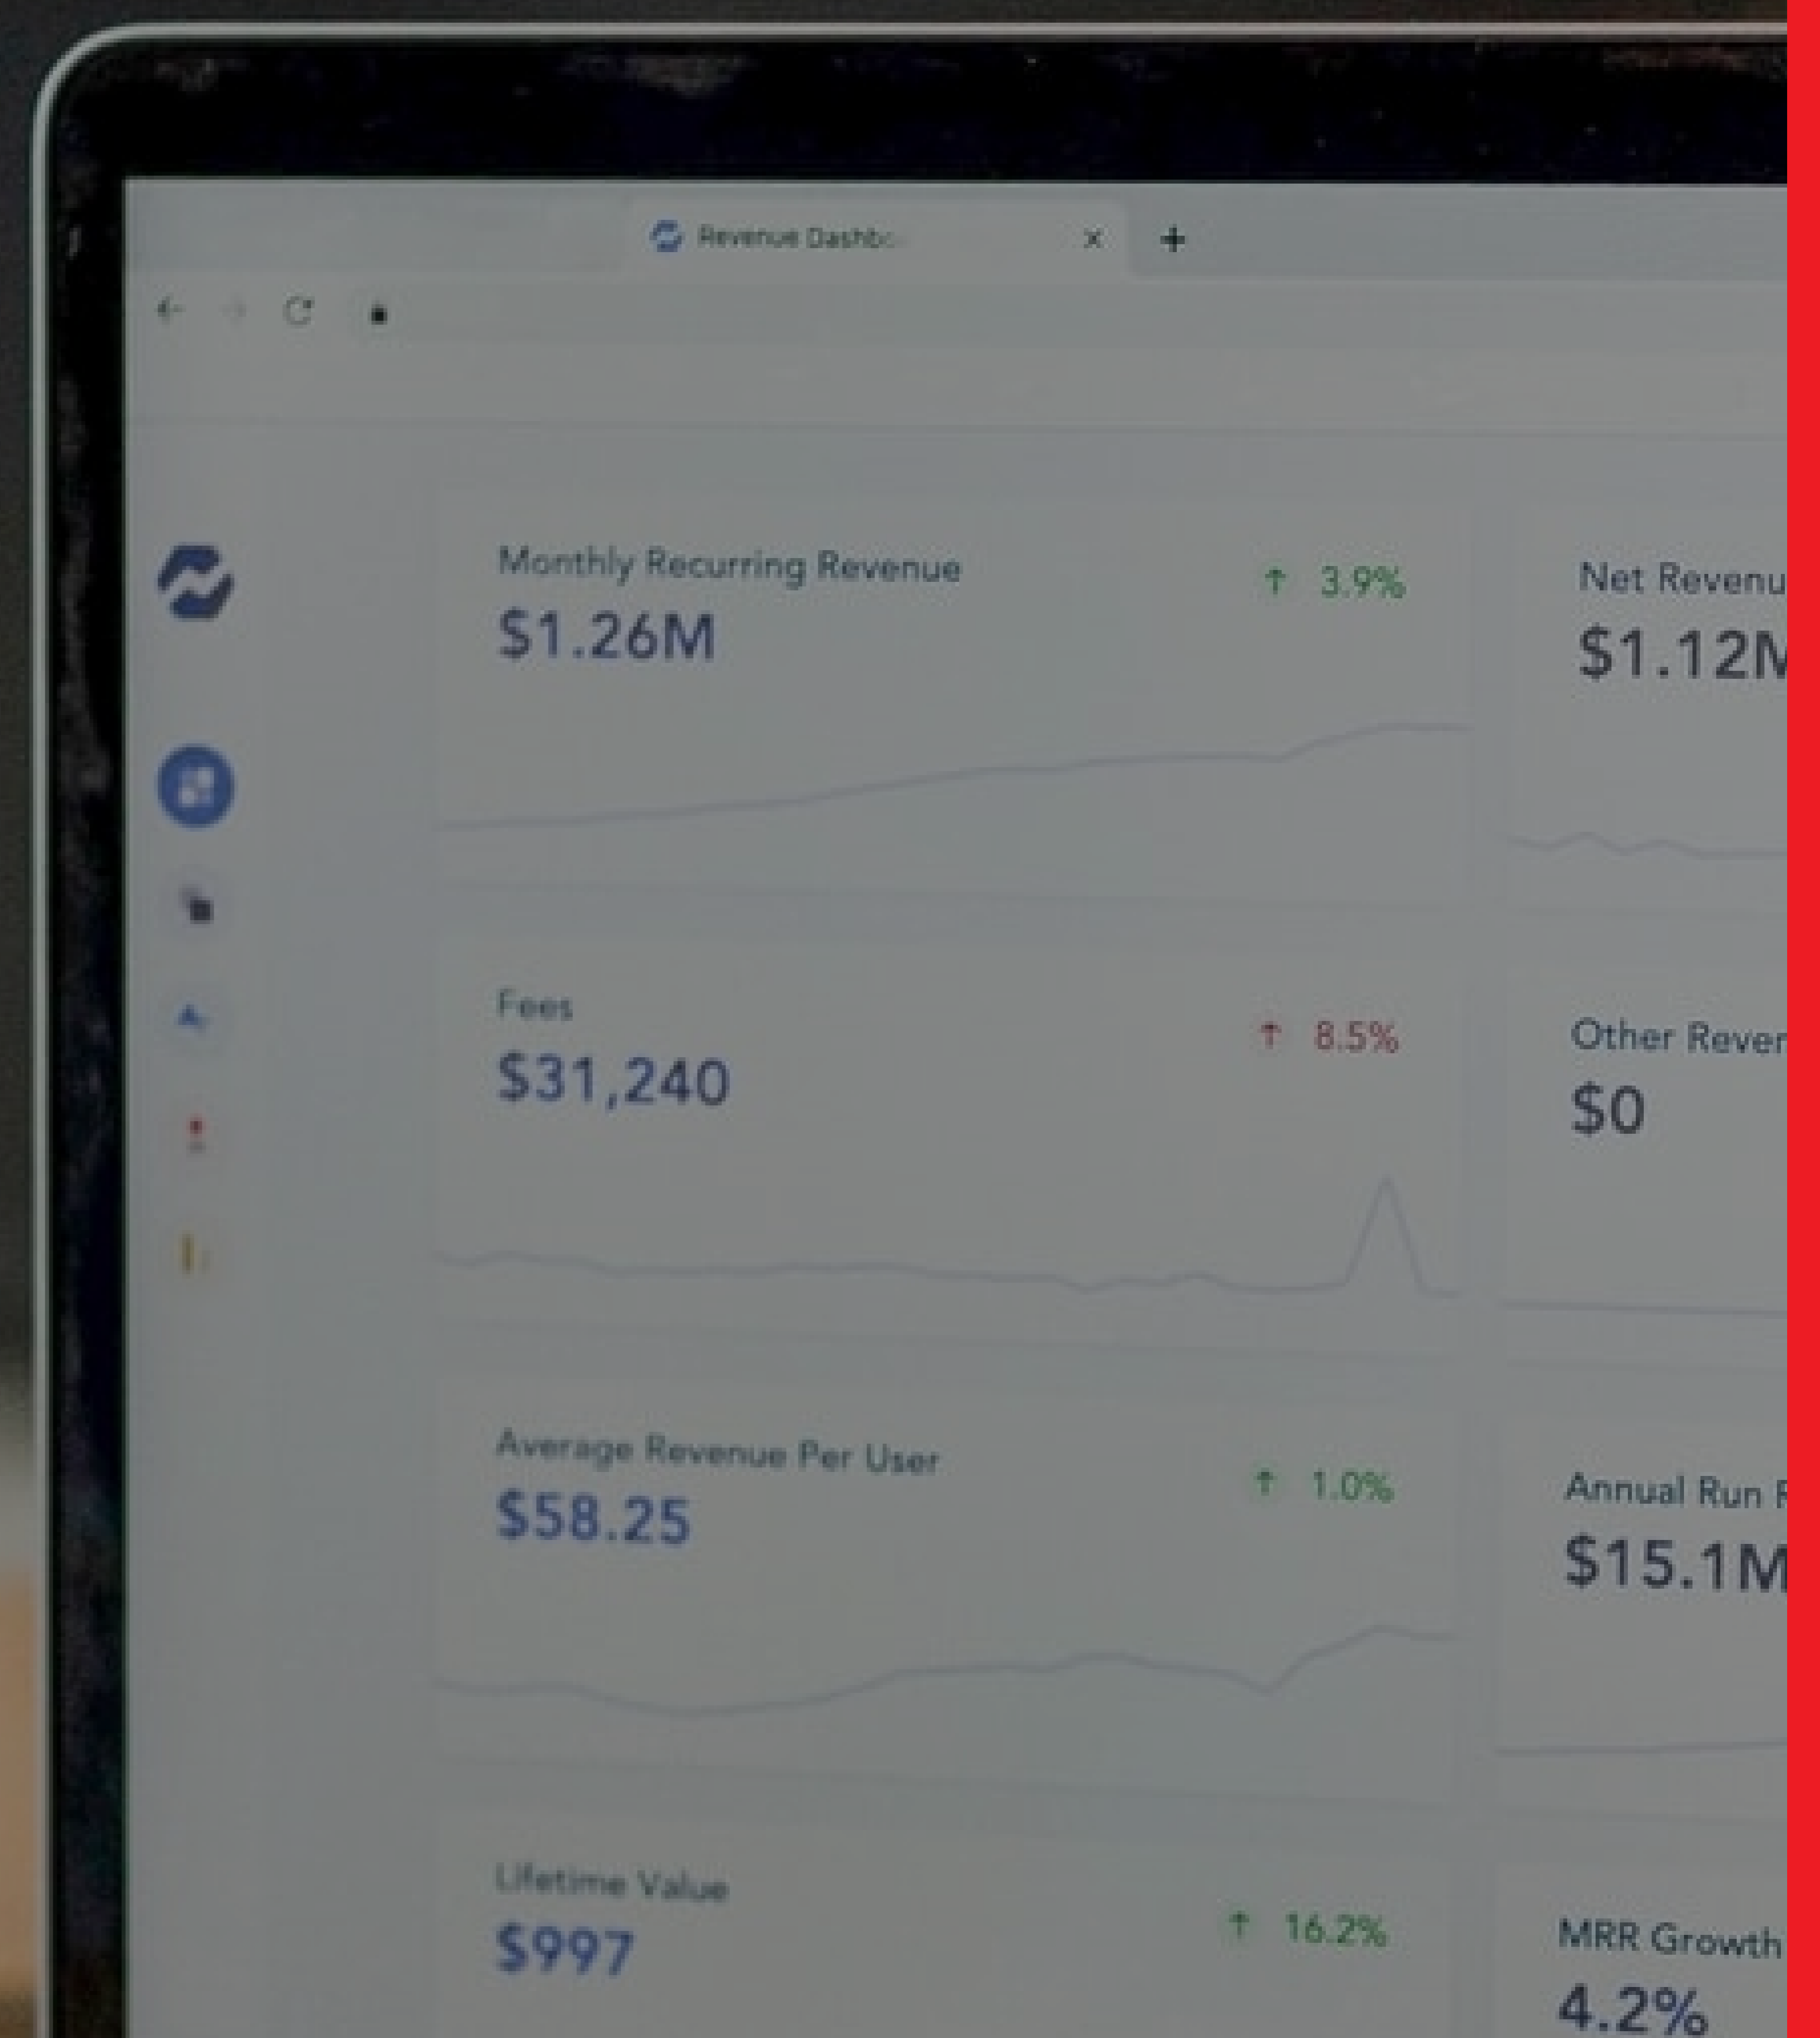 Revenue Dashb
Monthly Recurring Revenue
↑ 3.9%
$1.26M
Net Revenu
$1.12M
Fees
↑ 8.5%
$31,240
Other Reven
$0
Average Revenue Per User
↑ 1.0%
$58.25
Annual Run R
$15.1M
Lifetime Value
↑ 16.2%
$997
MRR Growth
4.2%